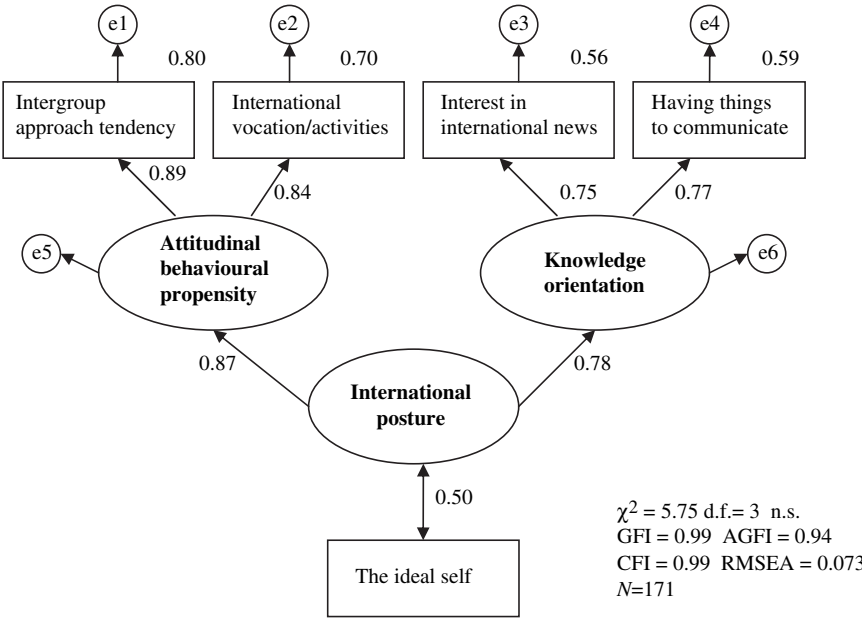 e1
e2
e3
e4
0.80
0.70
0.56
0.59
Intergroup
approach tendency
International
vocation/activities
Interest in
international news
Having things
to communicate
0.89
0.84
0.75
0.77
e5
Attitudinal
behavioural
propensity
Knowledge
orientation
e6
0.87
0.78
International
posture
0.50
The ideal self
χ² = 5.75 d.f.= 3 n.s.
GFI = 0.99 AGFI = 0.94
CFI = 0.99 RMSEA = 0.073
N=171